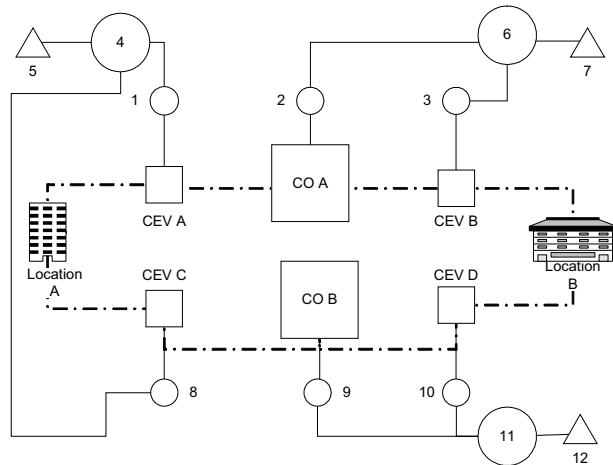 4
6
5
7
1
2
3
CO A
CEV A
CEV B
Location
A
CEV C
CEV D
Location
B
CO B
8
9
10
11
12